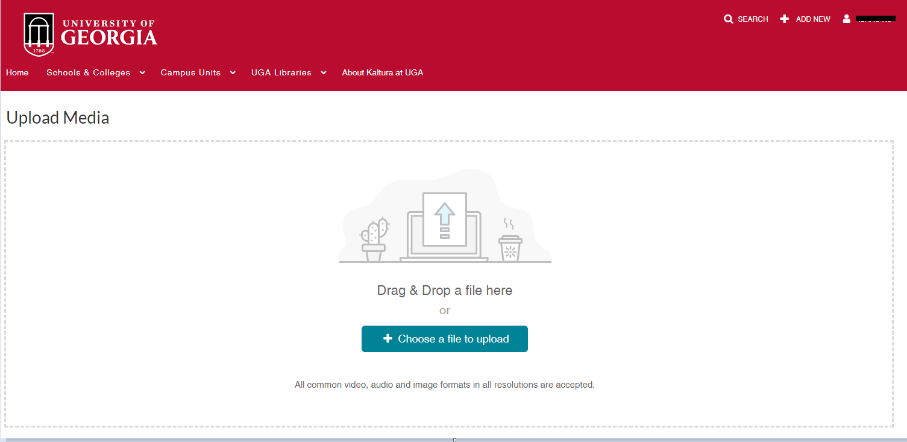 UNIVERSITY OF
GEORGIA
1785
SEARCH
ADD NEW
Home
Schools & Colleges
Campus Units
UGA Libraries
About Kaltura at UGA
Upload Media
Drag & Drop a file here
or
Choose a file to upload
All common video, audio and image formats in all resolutions are accepted.